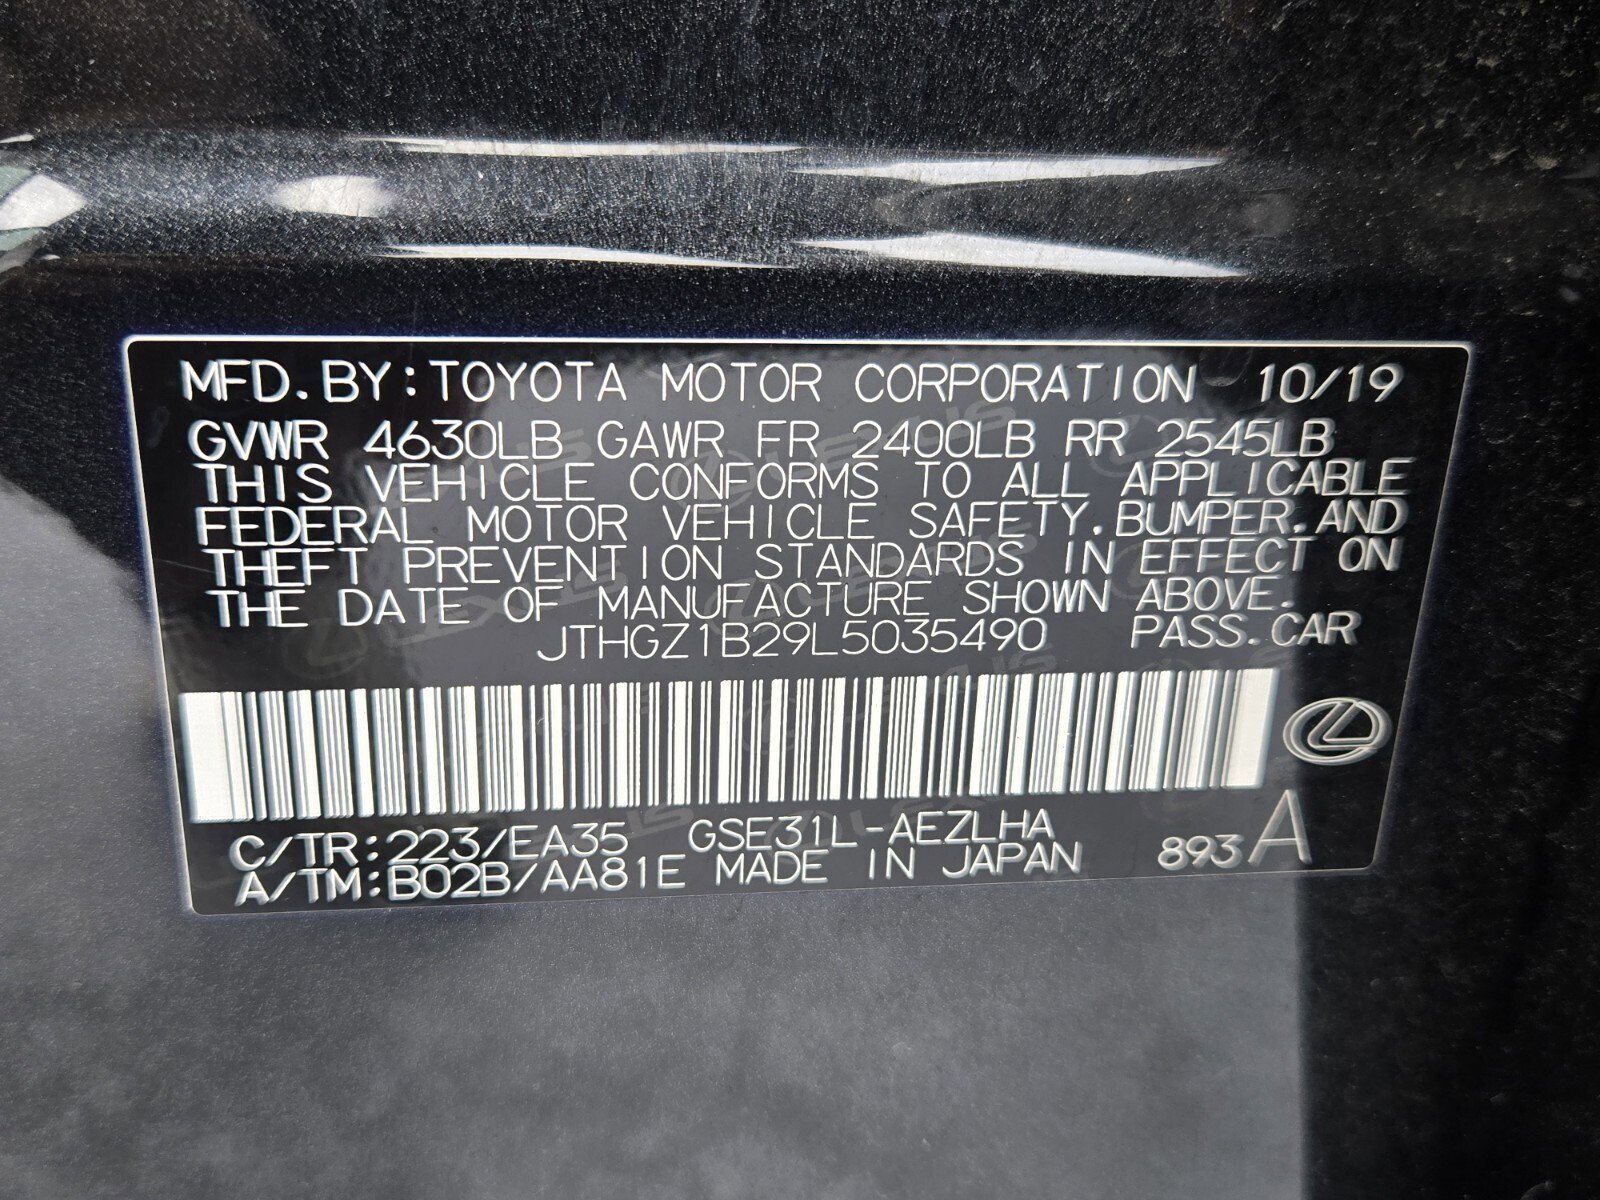 MFD. BY: TOYOTA MOTOR CORPORATION 10/19
GVWR 4630LB GAWR FR 2400LB RR 2545LB
THIS VEHICLE CONFORMS TO ALL APPLICABLE
FEDERAL MOTOR VEHICLE SAFETY, BUMPER, AND
THEFT PREVENTION STANDARDS IN EFFECT ON
THE DATE OF MANUFACTURE SHOWN ABOVE.
JTHGZ1B29L5035490 PASS. CAR
C/TR: 223/EA35 GSE31L-AEZLHA
A/TM: B02B/AA81E MADE IN JAPAN 893A